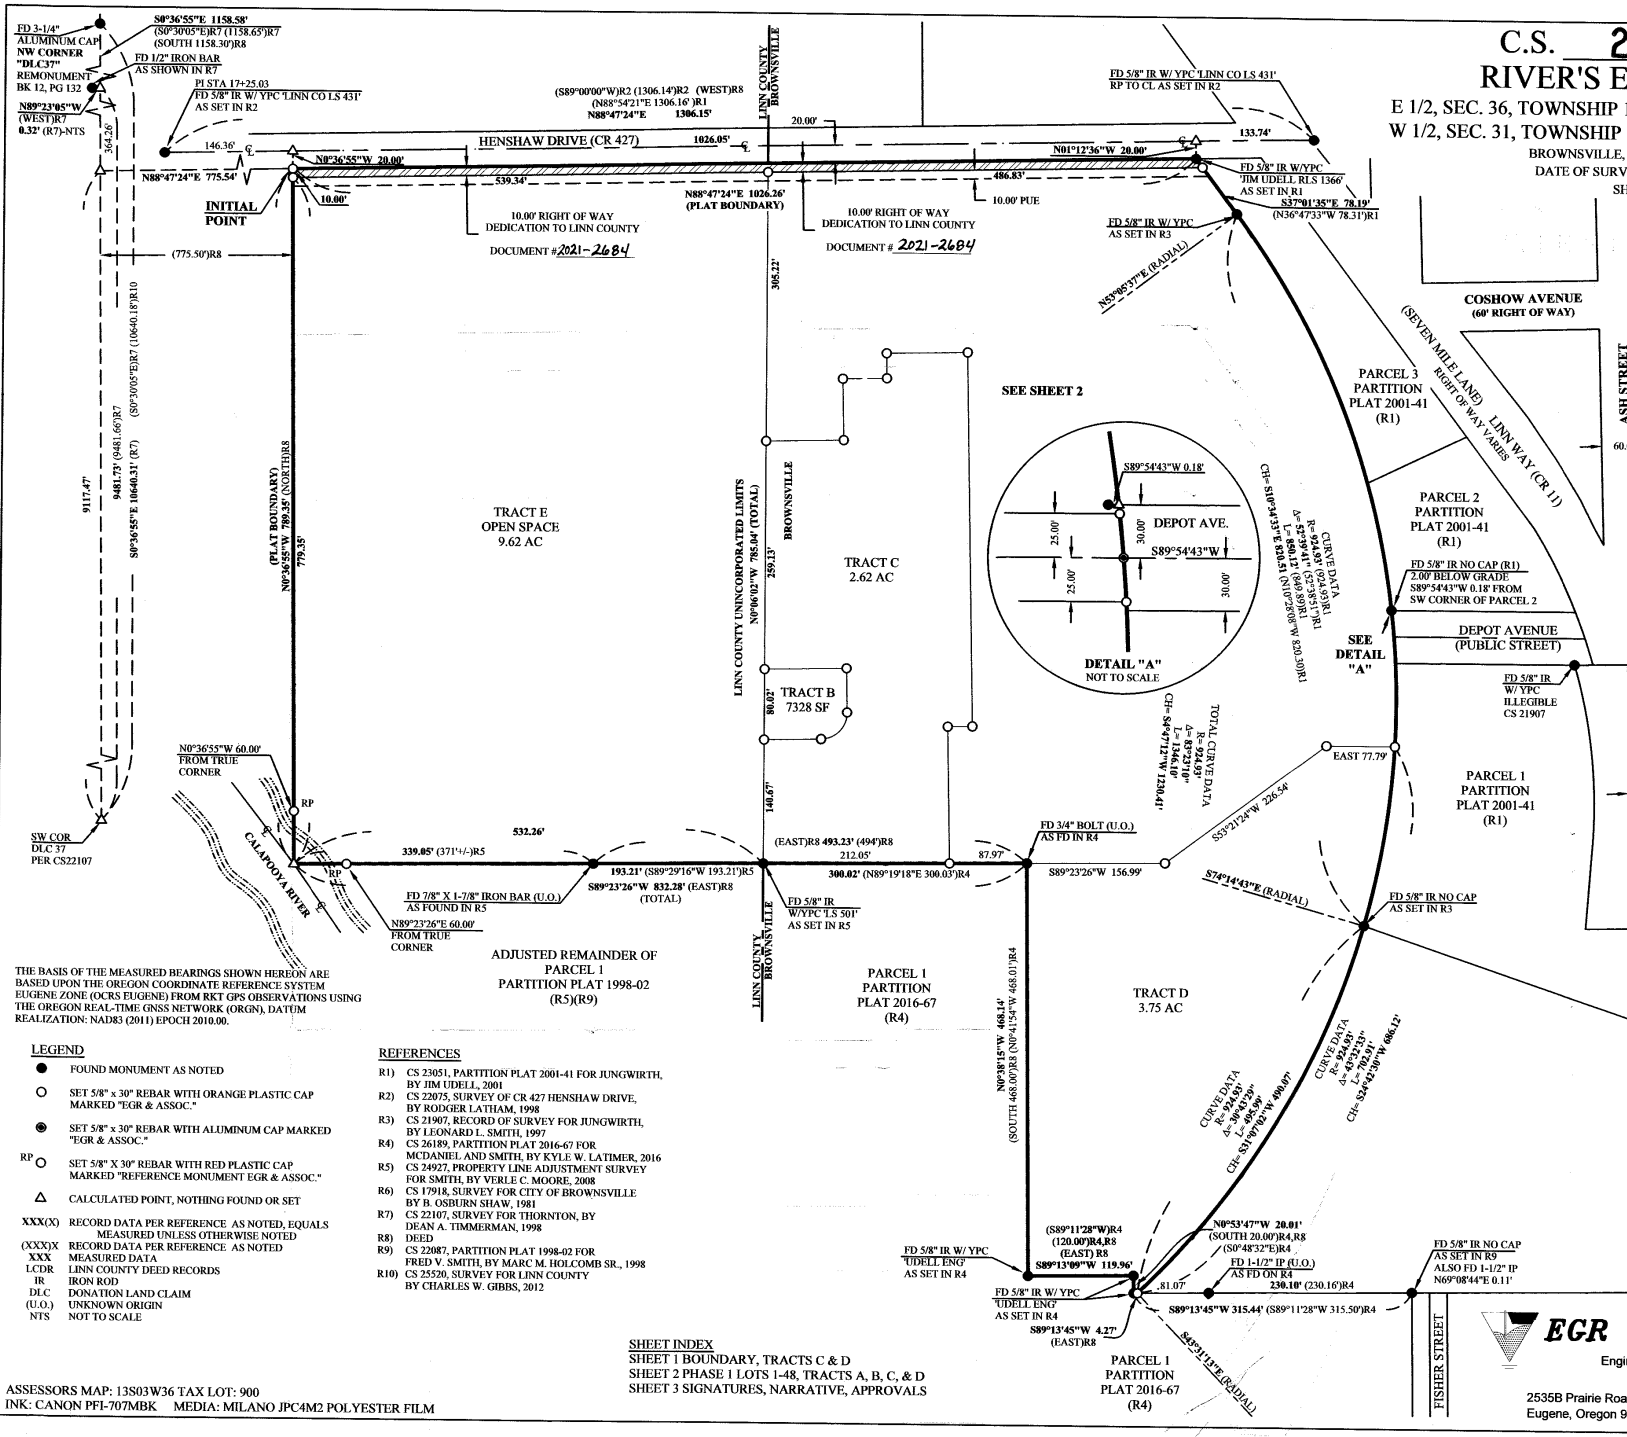 FD 3-1/4"
ALUMINUM CAP
NW CORNER
"DLC37"
REMONUMENT
BK 12, PG 132
N89°23'05"W
(WEST)R7
0.32' (R7)-NTS
S0°36'55"E 1158.58'
(S0°30'05"E)R7 (1158.65')R7
(SOUTH 1158.30')R8
FD 1/2" IRON BAR
AS SHOWN IN R7
PI STA 17+25.03
FD 5/8" IR W/ YPC 'LINN CO LS 431'
AS SET IN R2
364.26'
146.36'
N88°47'24"E 775.54'
N0°36'55"W 20.00'
INITIAL
POINT
10.00'
(775.50')R8
(S89°00'00"W)R2 (1306.14')R2 (WEST)R8
(N88°54'21"E 1306.16' )R1
N88°47'24"E 1306.15'
LINN COUNTY
BROWNSVILLE
20.00'
HENSHAW DRIVE (CR 427)
1026.05'
539.34'
N88°47'24"E 1026.26'
(PLAT BOUNDARY)
486.83'
10.00' PUE
10.00' RIGHT OF WAY
DEDICATION TO LINN COUNTY
DOCUMENT # 2021-2684
10.00' RIGHT OF WAY
DEDICATION TO LINN COUNTY
DOCUMENT # 2021-2684
FD 5/8" IR W/ YPC 'LINN CO LS 431'
RP TO CL AS SET IN R2
133.74'
N01°12'36"W 20.00'
FD 5/8" IR W/YPC
'JIM UDELL RLS 1366'
AS SET IN R1
S37°01'35"E 78.19'
(N36°47'33"W 78.31')R1
FD 5/8" IR W/ YPC
AS SET IN R3
N53°05'37"E (RADIAL)
C.S. 2
RIVER'S E
E 1/2, SEC. 36, TOWNSHIP 1
W 1/2, SEC. 31, TOWNSHIP
BROWNSVILLE,
DATE OF SURV
SH
COSHOW AVENUE
(60' RIGHT OF WAY)
ASH STREET
60.
(SEVEN MILE LANE)
RIGHT OF WAY VARIES
LINN WAY (CR 11)
PARCEL 3
PARTITION
PLAT 2001-41
(R1)
PARCEL 2
PARTITION
PLAT 2001-41
(R1)
FD 5/8" IR NO CAP (R1)
2.00' BELOW GRADE
S89°54'43"W 0.18' FROM
SW CORNER OF PARCEL 2
DEPOT AVENUE
(PUBLIC STREET)
SEE
DETAIL
"A"
FD 5/8" IR
W/ YPC
ILLEGIBLE
CS 21907
PARCEL 1
PARTITION
PLAT 2001-41
(R1)
9117.47'
9481.73' (9481.66')R7
S0°36'55"E 10640.31' (R7) (S0°30'05"E)R7 (10640.18')R10
(PLAT BOUNDARY)
N0°36'55"W 789.35' (NORTH)R8
779.35'
TRACT E
OPEN SPACE
9.62 AC
305.22'
LINN COUNTY UNINCORPORATED LIMITS
N0°06'02"W 785.04' (TOTAL)
259.13'
BROWNSVILLE
80.02'
140.67'
TRACT C
2.62 AC
TRACT B
7328 SF
SEE SHEET 2
S89°54'43"W 0.18'
DEPOT AVE.
25.00'
30.00'
S89°54'43"W
25.00'
30.00'
DETAIL "A"
NOT TO SCALE
CURVE DATA
R= 924.93' (924.93)R1
Δ= 52°39'41" (52°38'51")R1
L= 850.12' (849.89)R1
CH= S10°34'33"E 820.51 (N10°28'08"W 820.30)R1
TOTAL CURVE DATA
R= 924.93'
Δ= 83°23'10"
L= 1346.10'
CH= S4°47'12"W 1230.41'
EAST 77.79'
S53°21'24"W 226.54'
N0°36'55"W 60.00'
FROM TRUE
CORNER
RP
SW COR
DLC 37
PER CS22107
CALAPOOYA RIVER
RP
532.26'
339.05' (371'+/-)R5
FD 7/8" X 1-7/8" IRON BAR (U.O.)
AS FOUND IN R5
N89°23'26"E 60.00'
FROM TRUE
CORNER
193.21' (S89°29'16"W 193.21')R5
S89°23'26"W 832.28' (EAST)R8
(TOTAL)
(EAST)R8 493.23' (494')R8
212.05'
87.97'
300.02' (N89°19'18"E 300.03')R4
FD 5/8" IR
W/YPC 'LS 501'
AS SET IN R5
LINN COUNTY
BROWNSVILLE
FD 3/4" BOLT (U.O.)
AS FD IN R4
S89°23'26"W 156.99'
S74°14'43"E (RADIAL)
FD 5/8" IR NO CAP
AS SET IN R3
ADJUSTED REMAINDER OF
PARCEL 1
PARTITION PLAT 1998-02
(R5)(R9)
PARCEL 1
PARTITION
PLAT 2016-67
(R4)
N0°38'15"W 468.14'
(SOUTH 468.00')R8 (N0°41'54"W 468.01')R4
TRACT D
3.75 AC
CURVE DATA
R= 924.93'
Δ= 43°32'33"
L= 702.91'
CH= S24°42'30"W 686.12'
CURVE DATA
R= 924.93'
Δ= 30°43'29"
L= 495.99'
CH= S31°07'02"W 490.07'
THE BASIS OF THE MEASURED BEARINGS SHOWN HEREON ARE
BASED UPON THE OREGON COORDINATE REFERENCE SYSTEM
EUGENE ZONE (OCRS EUGENE) FROM RKT GPS OBSERVATIONS USING
THE OREGON REAL-TIME GNSS NETWORK (ORGN), DATUM
REALIZATION: NAD83 (2011) EPOCH 2010.00.
LEGEND
FOUND MONUMENT AS NOTED
SET 5/8" x 30" REBAR WITH ORANGE PLASTIC CAP
MARKED "EGR & ASSOC."
SET 5/8" x 30" REBAR WITH ALUMINUM CAP MARKED
"EGR & ASSOC."
RP SET 5/8" X 30" REBAR WITH RED PLASTIC CAP
MARKED "REFERENCE MONUMENT EGR & ASSOC."
CALCULATED POINT, NOTHING FOUND OR SET
XXX(X) RECORD DATA PER REFERENCE AS NOTED, EQUALS
MEASURED UNLESS OTHERWISE NOTED
(XXX)X RECORD DATA PER REFERENCE AS NOTED
XXX MEASURED DATA
LCDR LINN COUNTY DEED RECORDS
IR IRON ROD
DLC DONATION LAND CLAIM
(U.O.) UNKNOWN ORIGIN
NTS NOT TO SCALE
REFERENCES
R1) CS 23051, PARTITION PLAT 2001-41 FOR JUNGWIRTH,
BY JIM UDELL, 2001
R2) CS 22075, SURVEY OF CR 427 HENSHAW DRIVE,
BY RODGER LATHAM, 1998
R3) CS 21907, RECORD OF SURVEY FOR JUNGWIRTH,
BY LEONARD L. SMITH, 1997
R4) CS 26189, PARTITION PLAT 2016-67 FOR
MCDANIEL AND SMITH, BY KYLE W. LATIMER, 2016
R5) CS 24927, PROPERTY LINE ADJUSTMENT SURVEY
FOR SMITH, BY VERLE C. MOORE, 2008
R6) CS 17918, SURVEY FOR CITY OF BROWNSVILLE
BY B. OSBURN SHAW, 1981
R7) CS 22107, SURVEY FOR THORNTON, BY
DEAN A. TIMMERMAN, 1998
R8) DEED
R9) CS 22087, PARTITION PLAT 1998-02 FOR
FRED V. SMITH, BY MARC M. HOLCOMB SR., 1998
R10) CS 25520, SURVEY FOR LINN COUNTY
BY CHARLES W. GIBBS, 2012
FD 5/8" IR W/ YPC
'UDELL ENG'
AS SET IN R4
(S89°11'28"W)R4
(120.00')R4,R8
(EAST) R8
S89°13'09"W 119.96'
FD 5/8" IR W/ YPC
'UDELL ENG'
AS SET IN R4
S89°13'45"W 4.27'
(EAST)R8
N0°53'47"W 20.01'
(SOUTH 20.00')R4,R8
(S0°48'32"E)R4
FD 1-1/2" IP (U.O.)
AS FD ON R4
81.07'
230.10' (230.16')R4
S89°13'45"W 315.44' (S89°11'28"W 315.50')R4
S43°31'13"E (RADIAL)
FD 5/8" IR NO CAP
AS SET IN R9
ALSO FD 1-1/2" IP
N69°08'44"E 0.11'
FISHER STREET
PARCEL 1
PARTITION
PLAT 2016-67
(R4)
SHEET INDEX
SHEET 1 BOUNDARY, TRACTS C & D
SHEET 2 PHASE 1 LOTS 1-48, TRACTS A, B, C, & D
SHEET 3 SIGNATURES, NARRATIVE, APPROVALS
EGR
Engi
2535B Prairie Roa
Eugene, Oregon 9
ASSESSORS MAP: 13S03W36 TAX LOT: 900
INK: CANON PFI-707MBK MEDIA: MILANO JPC4M2 POLYESTER FILM